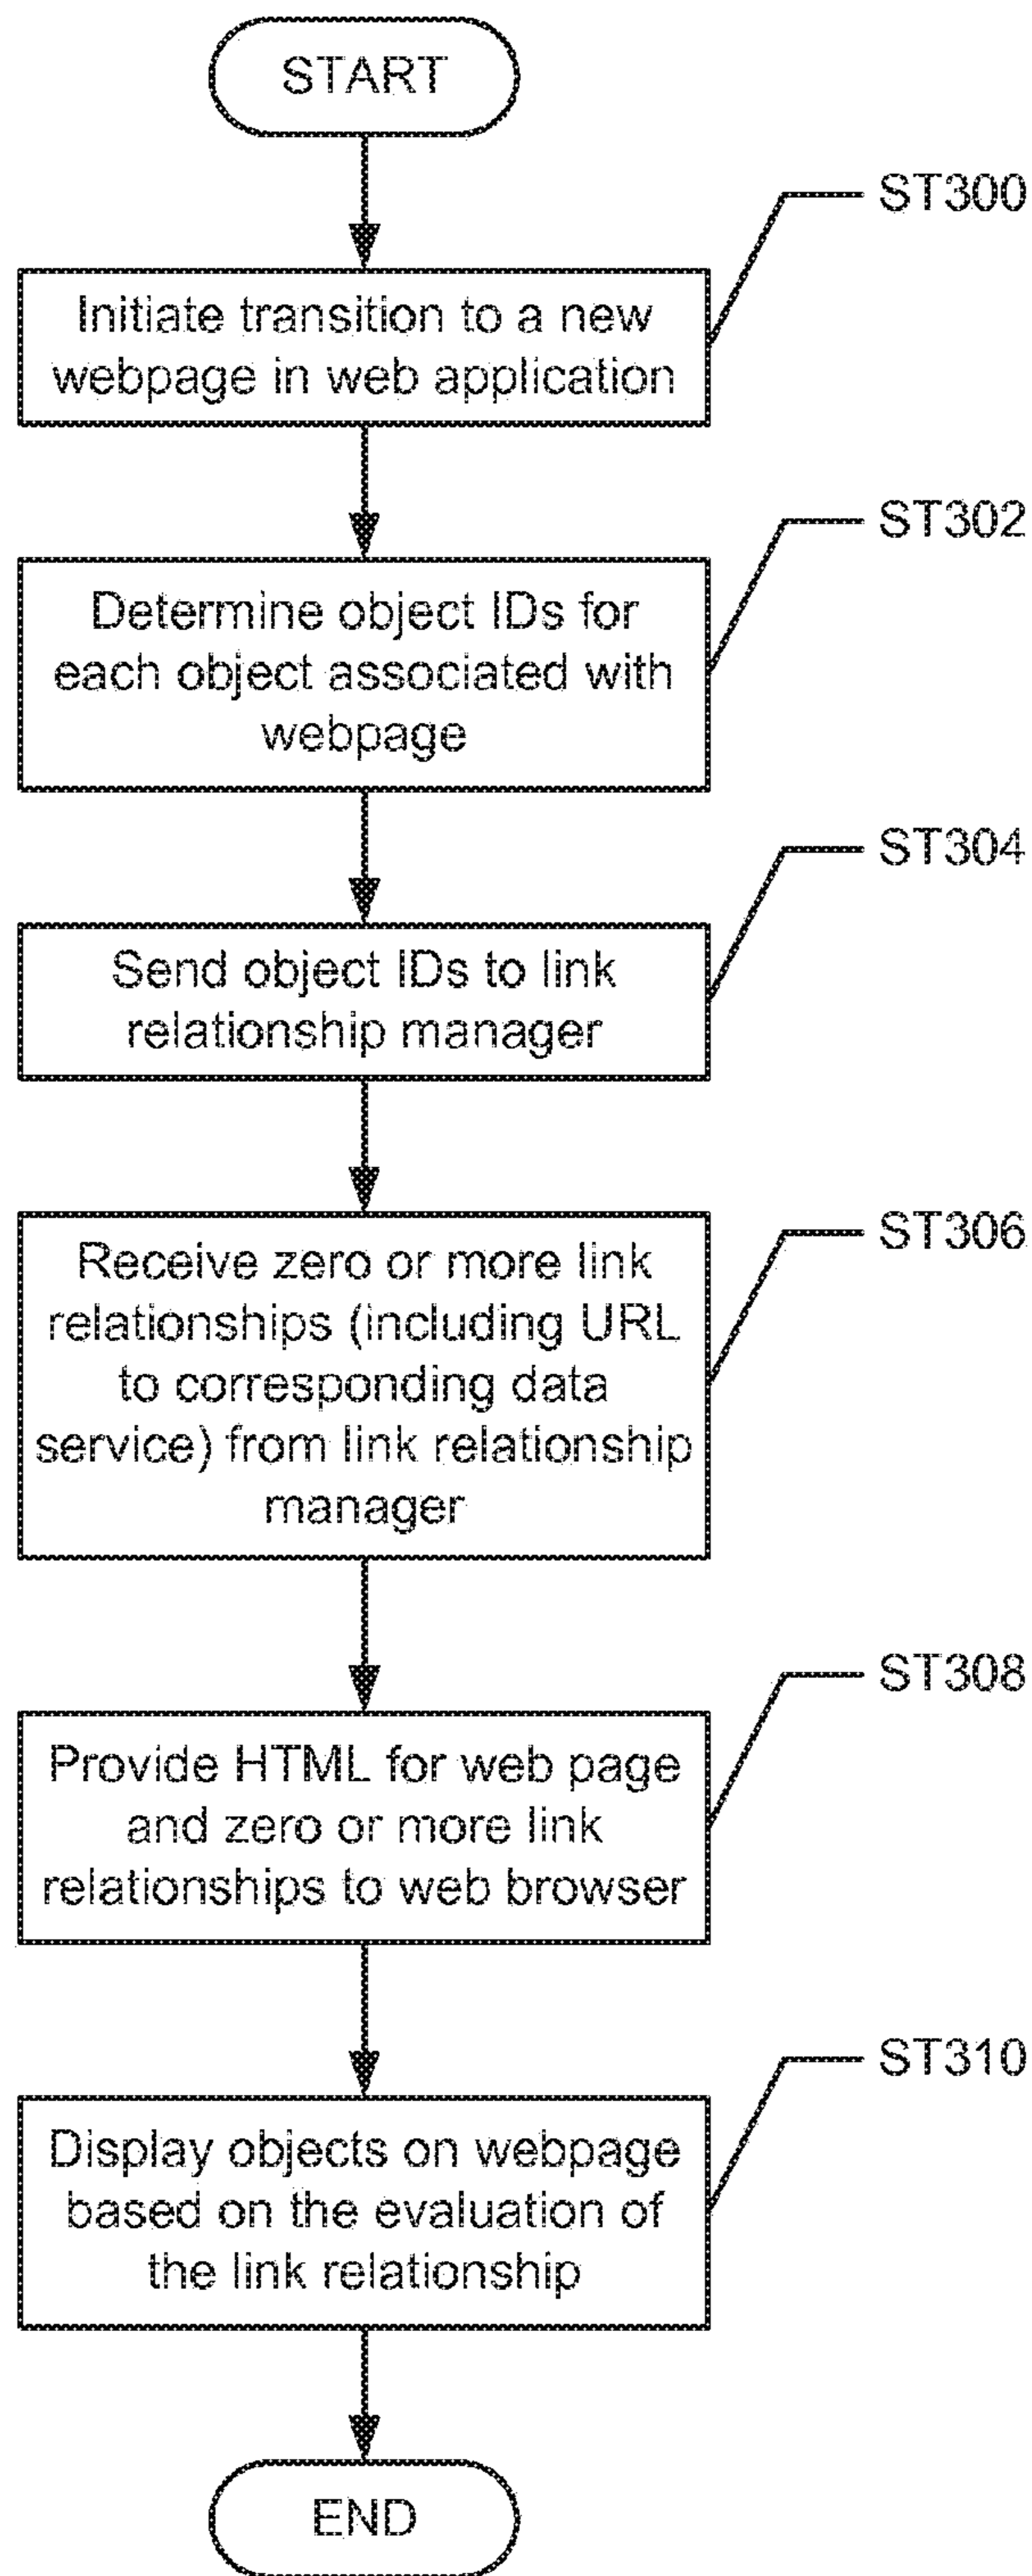 START
ST300
Initiate transition to a new
webpage in web application
ST302
Determine object IDs for
each object associated with
webpage
ST304
Send object IDs to link
relationship manager
ST306
Receive zero or more link
relationships (including URL
to corresponding data
service) from link relationship
manager
ST308
Provide HTML for web page
and zero or more link
relationships to web browser
ST310
Display objects on webpage
based on the evaluation of
the link relationship
END